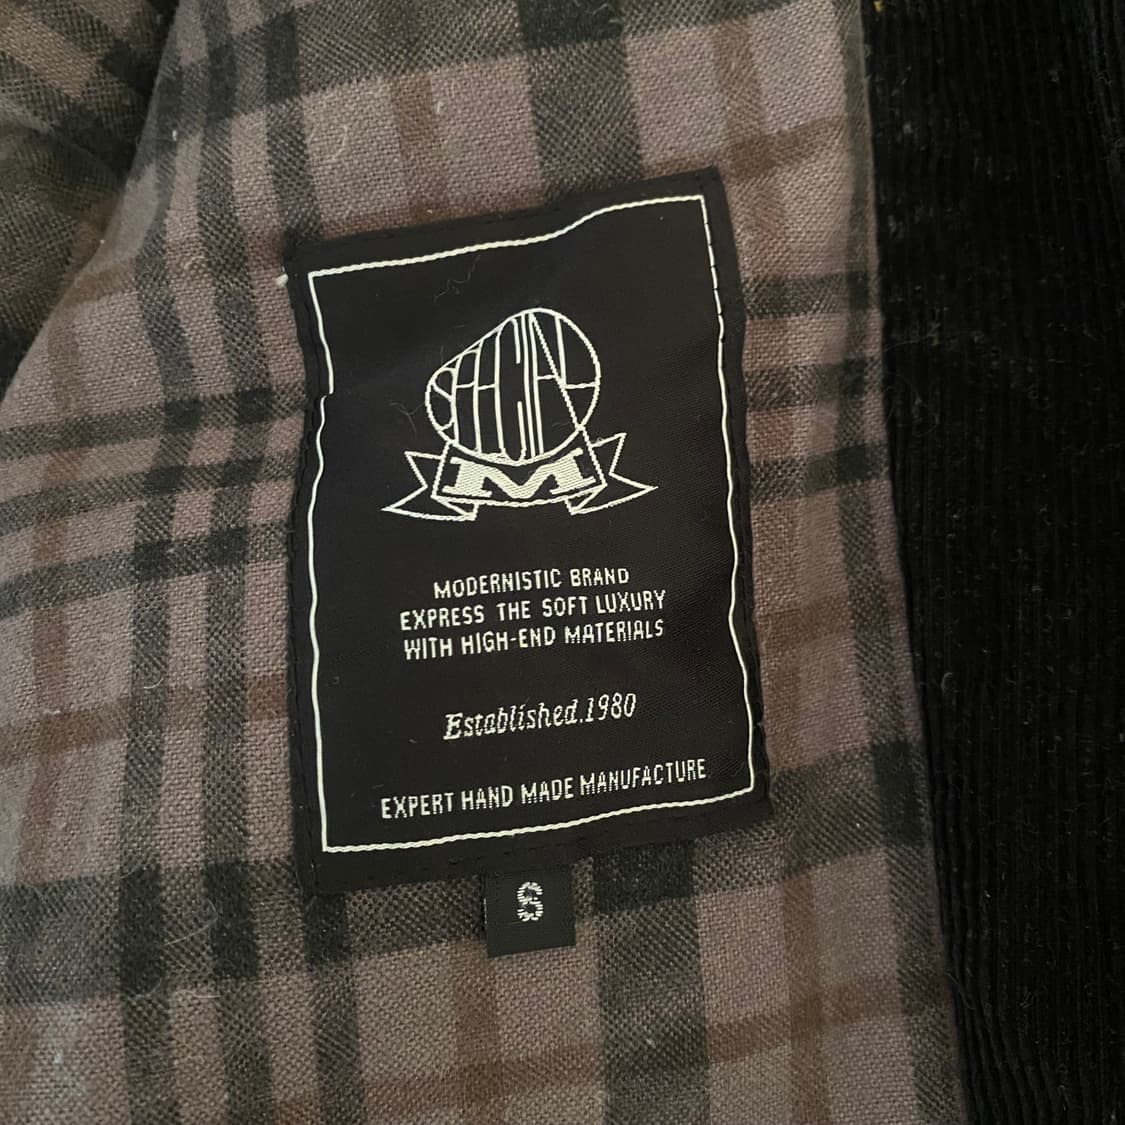 SPECIAL
M
MODERNISTIC BRAND
EXPRESS THE SOFT LUXURY
WITH HIGH-END MATERIALS
Established.1980
EXPERT HAND MADE MANUFACTURE
S